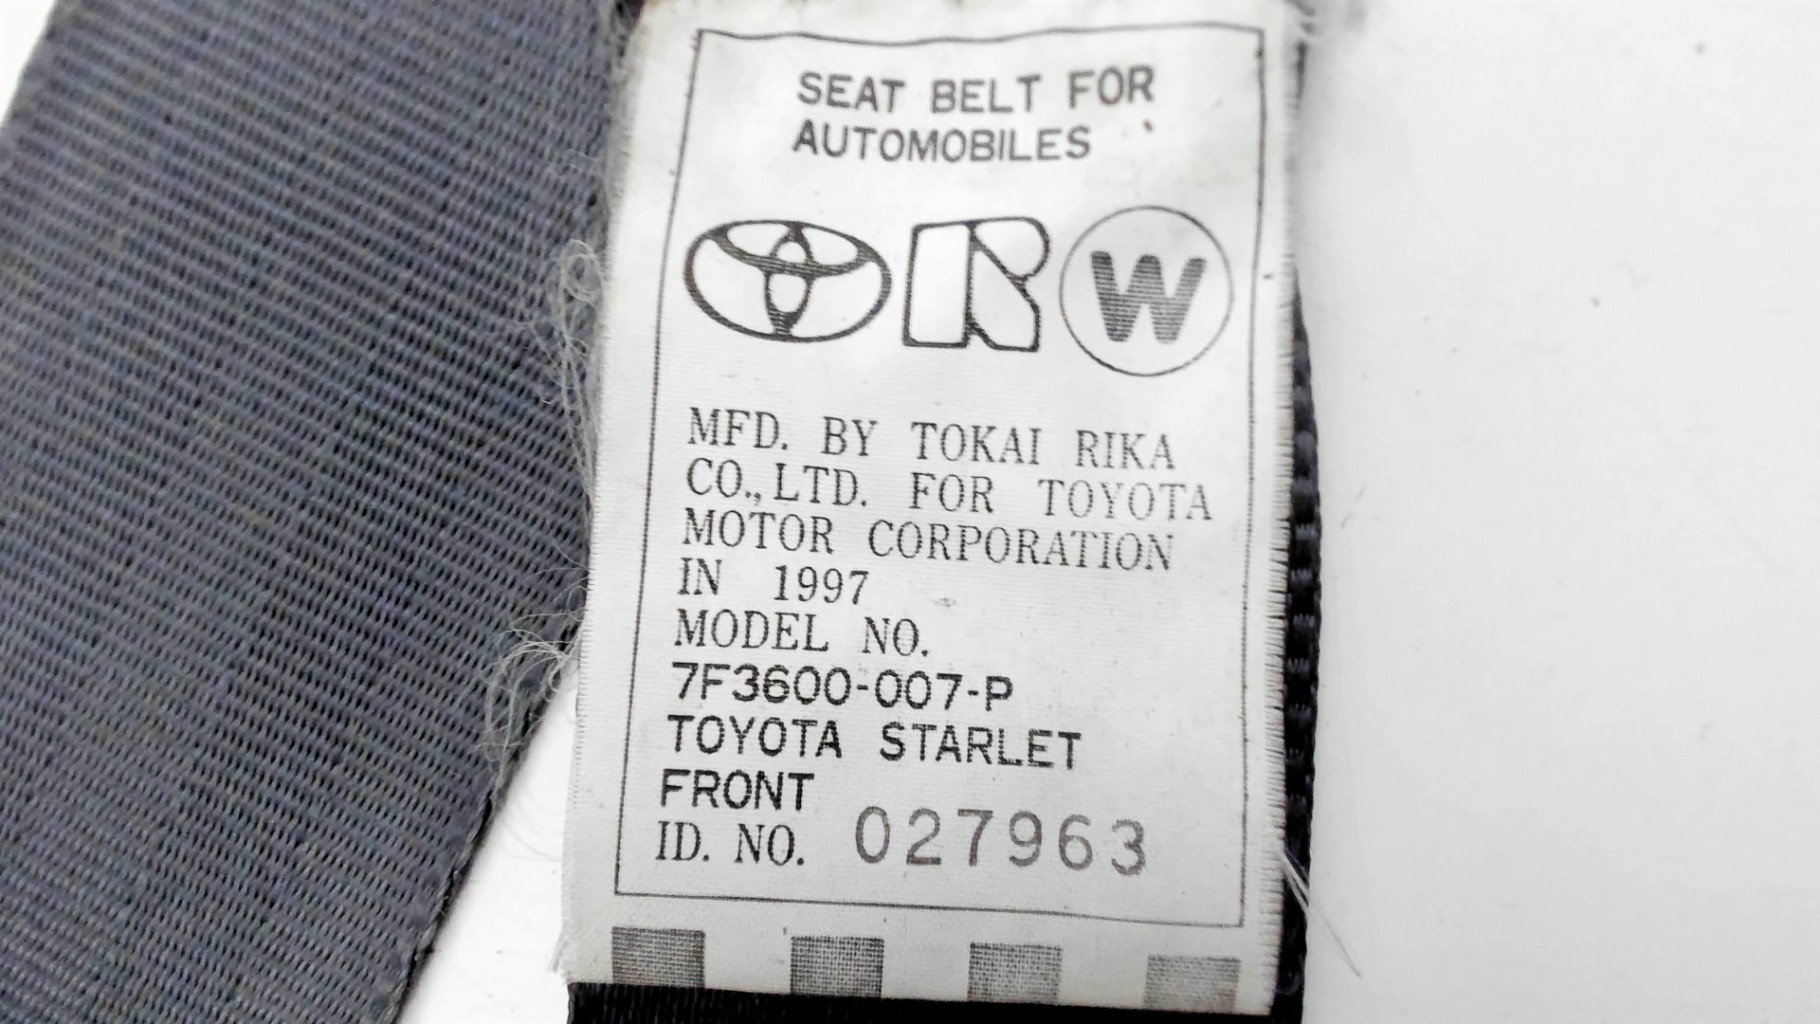 SEAT BELT FOR
AUTOMOBILES
R W
MFD. BY TOKAI RIKA
CO., LTD. FOR TOYOTA
MOTOR CORPORATION
IN 1997
MODEL NO.
7F3600-007-P
TOYOTA STARLET
FRONT
ID. NO. 027963